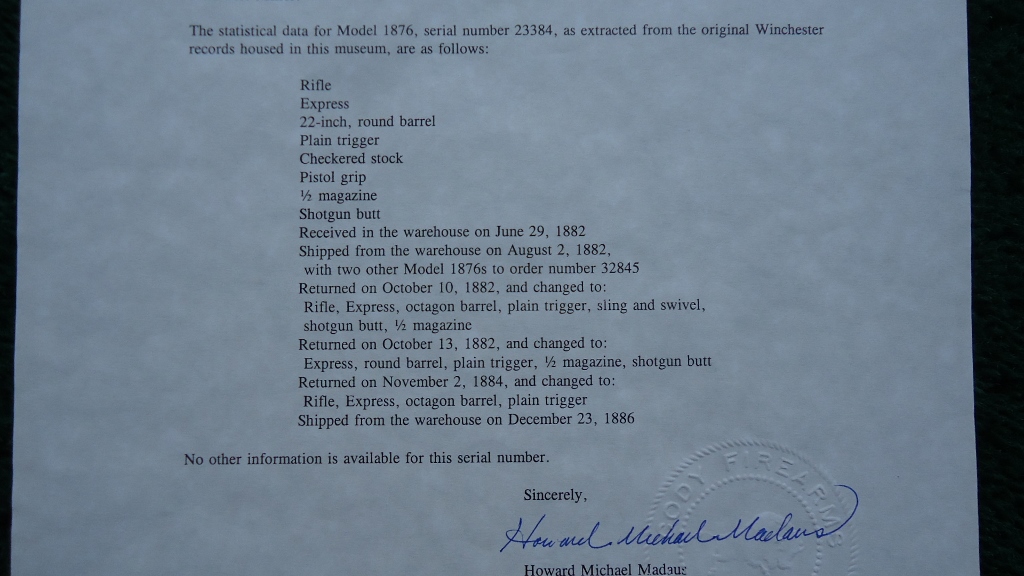 The statistical data for Model 1876, serial number 23384, as extracted from the original Winchester
records housed in this museum, are as follows:
Rifle
Express
22-inch, round barrel
Plain trigger
Checkered stock
Pistol grip
½ magazine
Shotgun butt
Received in the warehouse on June 29, 1882
Shipped from the warehouse on August 2, 1882,
with two other Model 1876s to order number 32845
Returned on October 10, 1882, and changed to:
Rifle, Express, octagon barrel, plain trigger, sling and swivel,
shotgun butt, ½ magazine
Returned on October 13, 1882, and changed to:
Express, round barrel, plain trigger, ½ magazine, shotgun butt
Returned on November 2, 1884, and changed to:
Rifle, Express, octagon barrel, plain trigger
Shipped from the warehouse on December 23, 1886
No other information is available for this serial number.
Sincerely,
ODY FIREARMS
Howard Michael Madaus
Howard Michael Madaus